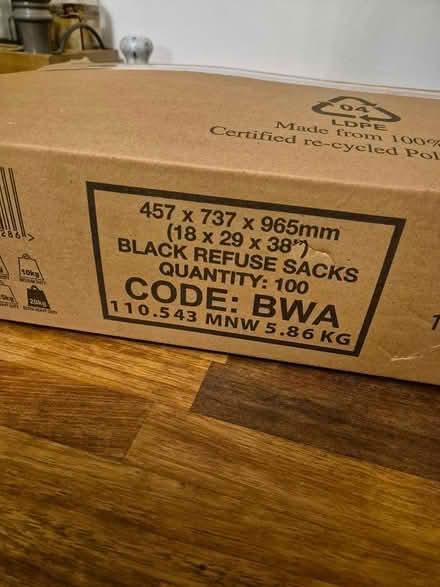 04
LDPE
Made from 100%
Certified re-cycled Pol
457 x 737 x 965mm
(18 x 29 x 38")
BLACK REFUSE SACKS
QUANTITY: 100
CODE: BWA
110.543 MNW 5.86 KG
286>
10kg
20kg